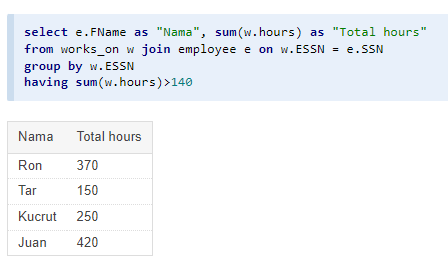 select e.FName as "Nama", sum(w.hours) as "Total hours"
from works_on w join employee e on w.ESSN = e.SSN
group by w.ESSN
having sum(w.hours)>140
Nama Total hours
Ron 370
Tar 150
Kucrut 250
Juan 420